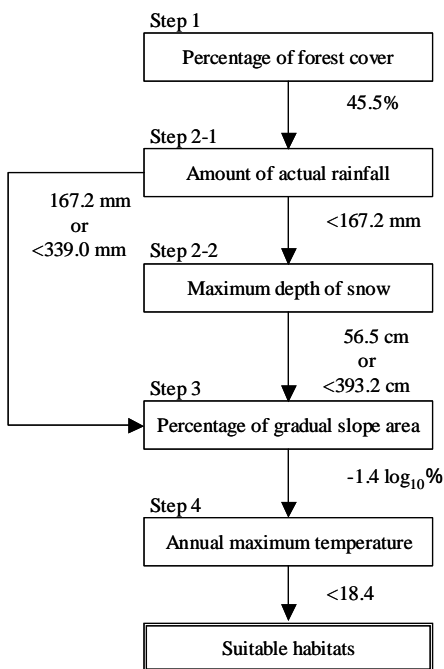 Step 1
Percentage of forest cover
45.5%
Step 2-1
Amount of actual rainfall
167.2 mm
or
<339.0 mm
<167.2 mm
Step 2-2
Maximum depth of snow
56.5 cm
or
<393.2 cm
Step 3
Percentage of gradual slope area
-1.4 log₁₀%
Step 4
Annual maximum temperature
<18.4
Suitable habitats